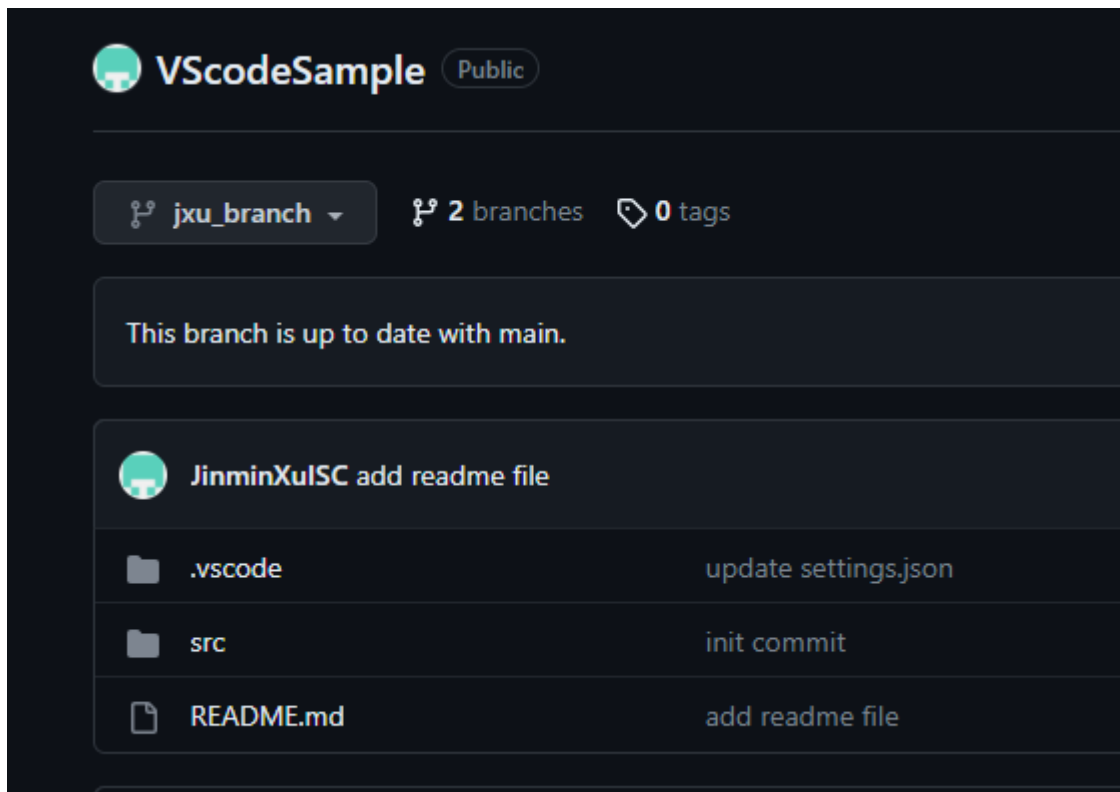 VScodeSample Public
jxu_branch 2 branches 0 tags
This branch is up to date with main.
JinminXuISC add readme file
.vscode update settings.json
src init commit
README.md add readme file